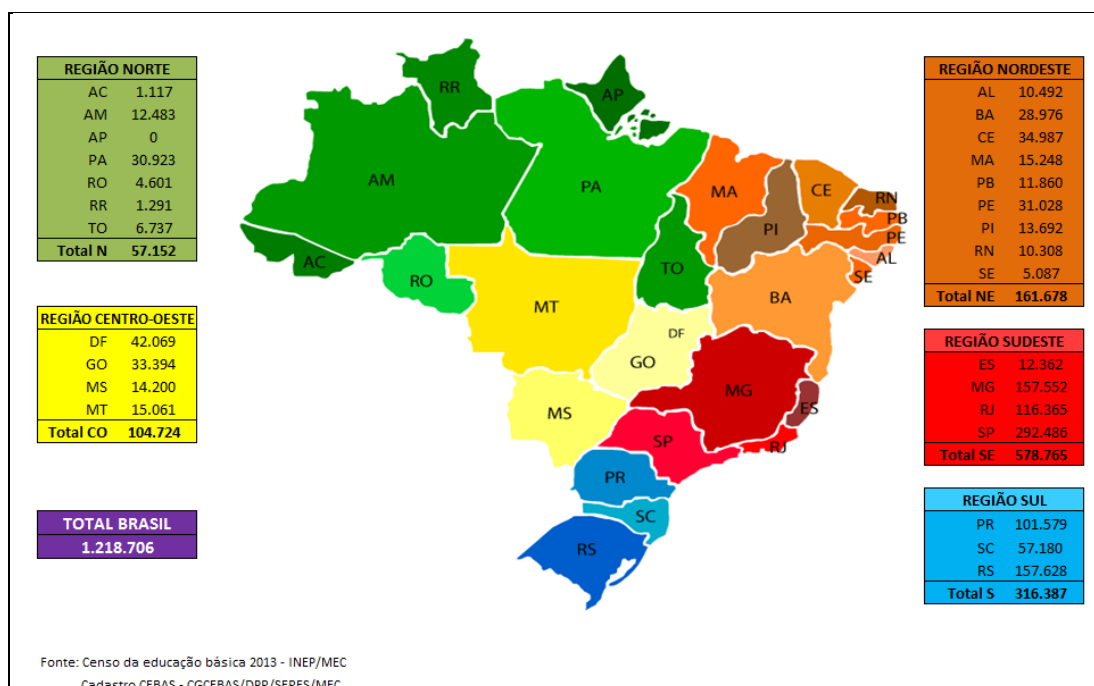 REGIÃO NORTE
AC 1.117
AM 12.483
AP 0
PA 30.923
RO 4.601
RR 1.291
TO 6.737
Total N 57.152
REGIÃO CENTRO-OESTE
DF 42.069
GO 33.394
MS 14.200
MT 15.061
Total CO 104.724
TOTAL BRASIL
1.218.706
RR
AP
AM
PA
MA
CE
RN
PB
PI
PE
AL
AC
RO
TO
SE
MT
BA
DF
GO
MG
MS
ES
SP
RJ
PR
SC
RS
REGIÃO NORDESTE
AL 10.492
BA 28.976
CE 34.987
MA 15.248
PB 11.860
PE 31.028
PI 13.692
RN 10.308
SE 5.087
Total NE 161.678
REGIÃO SUDESTE
ES 12.362
MG 157.552
RJ 116.365
SP 292.486
Total SE 578.765
REGIÃO SUL
PR 101.579
SC 57.180
RS 157.628
Total S 316.387
Fonte: Censo da educação básica 2013 - INEP/MEC
Cadastro CEBAS - CGCEBAS/DPR/SERES/MEC